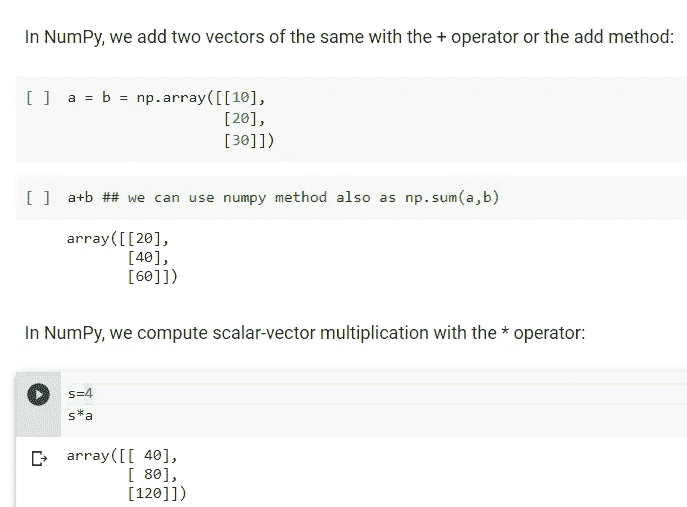 In NumPy, we add two vectors of the same with the + operator or the add method:
[ ] a = b = np.array([[10],
[20],
[30]])
[ ] a+b ## we can use numpy method also as np.sum(a,b)
array([[20],
[40],
[60]])
In NumPy, we compute scalar-vector multiplication with the * operator:
s=4
s*a
array([[ 40],
[ 80],
[120]])